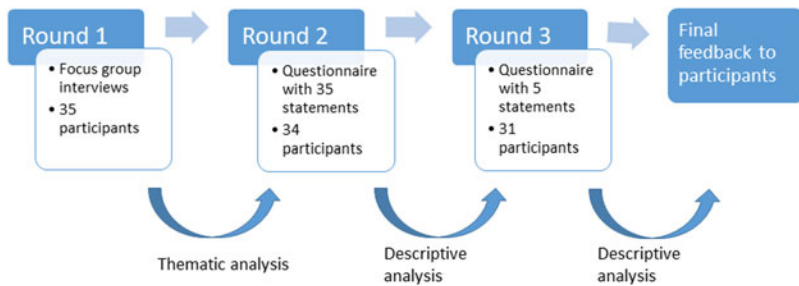 Round 1
• Focus group
interviews
• 35
participants
Round 2
• Questionnaire
with 35
statements
• 34
participants
Round 3
• Questionnaire
with 5
statements
• 31
participants
Final
feedback to
participants
Thematic analysis
Descriptive
analysis
Descriptive
analysis